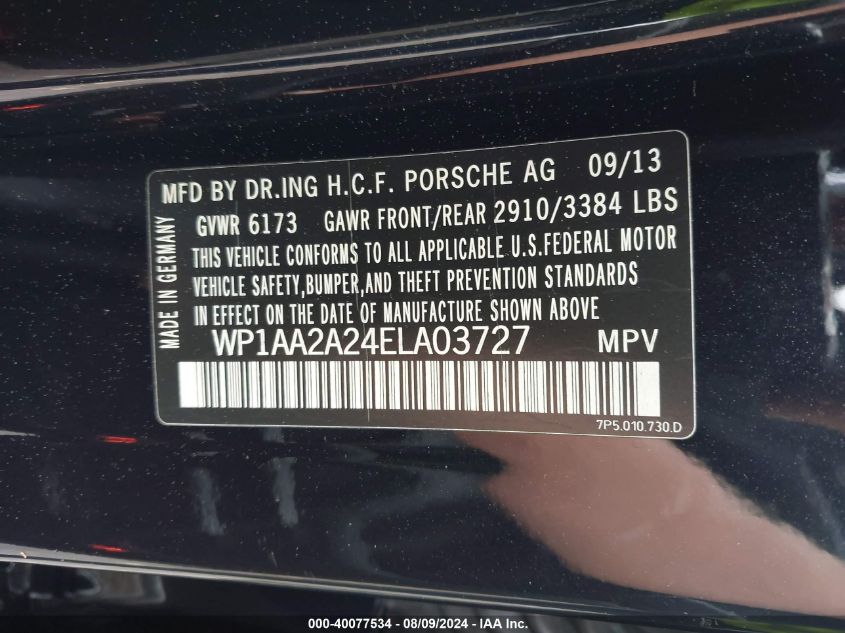 MFD BY DR.ING H.C.F. PORSCHE AG 09/13
GVWR 6173 GAWR FRONT/REAR 2910/3384 LBS
THIS VEHICLE CONFORMS TO ALL APPLICABLE U.S.FEDERAL MOTOR
VEHICLE SAFETY,BUMPER,AND THEFT PREVENTION STANDARDS
IN EFFECT ON THE DATE OF MANUFACTURE SHOWN ABOVE
MADE IN GERMANY
WP1AA2A24ELA03727 MPV
7P5.010.730.D
000-40077534 - 08/09/2024 - IAA Inc.